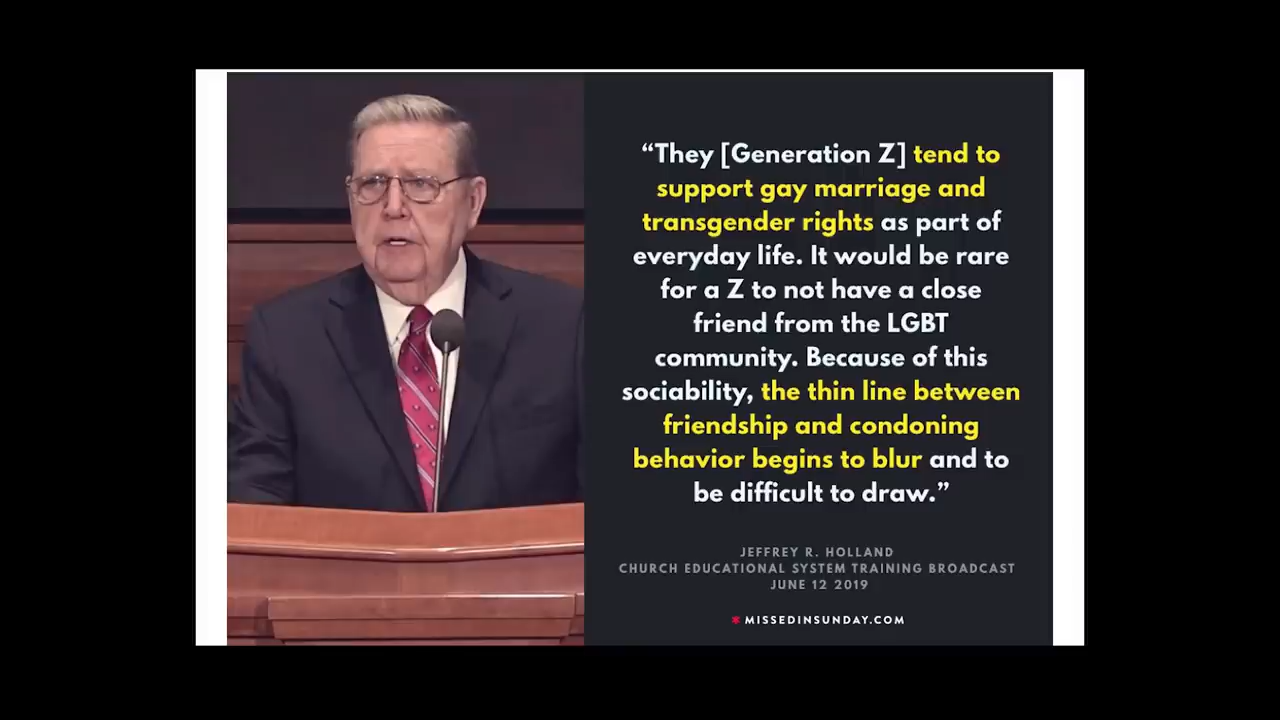 “They [Generation Z] tend to
support gay marriage and
transgender rights as part of
everyday life. It would be rare
for a Z to not have a close
friend from the LGBT
community. Because of this
sociability, the thin line between
friendship and condoning
behavior begins to blur and to
be difficult to draw.”
JEFFREY R. HOLLAND
CHURCH EDUCATIONAL SYSTEM TRAINING BROADCAST
JUNE 12 2019
MISSEDINSUNDAY.COM